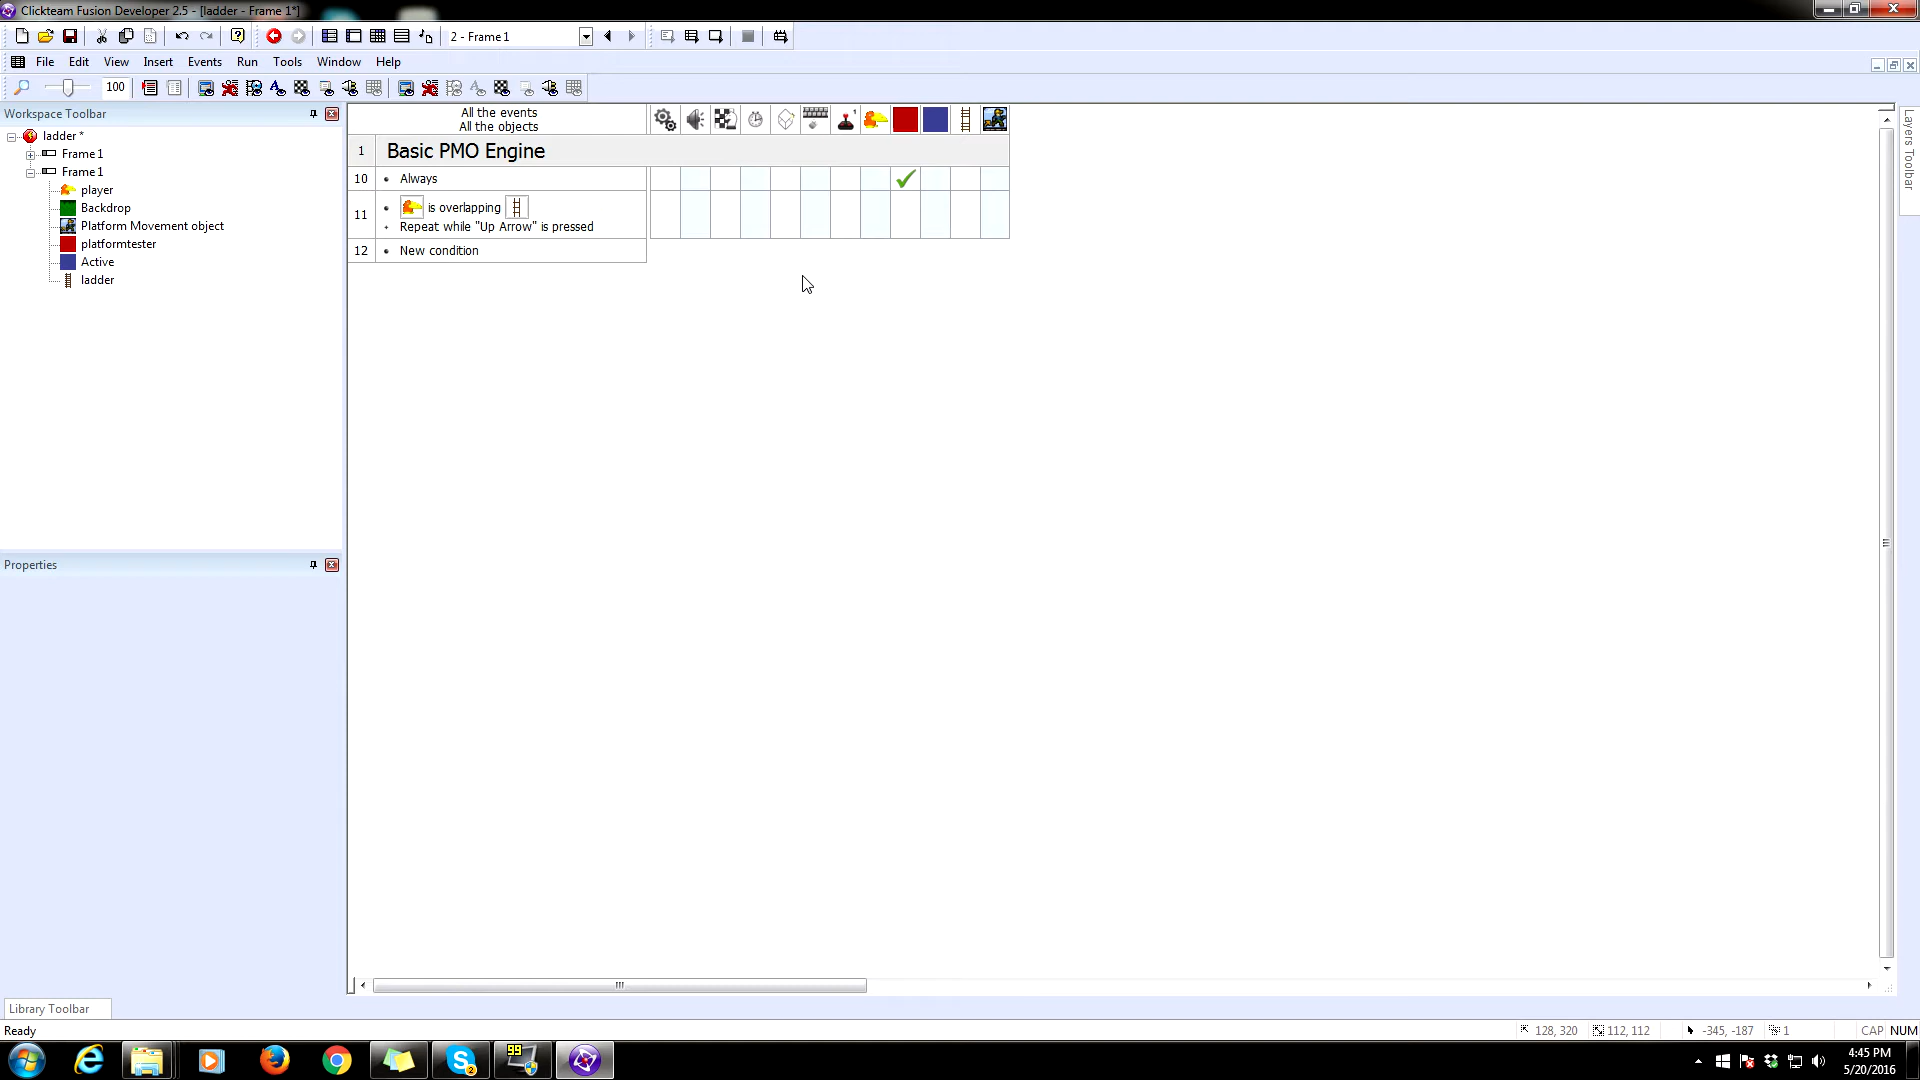 Clickteam Fusion Developer 2.5 - [ladder - Frame 1*]
2 - Frame 1
File Edit View Insert Events Run Tools Window Help
100
Workspace Toolbar
ladder *
Frame 1
Frame 1
player
Backdrop
Platform Movement object
platformtester
Active
ladder
Properties
Library Toolbar
All the events
All the objects
1 Basic PMO Engine
10 • Always
11 • is overlapping
• Repeat while "Up Arrow" is pressed
12 • New condition
Layers Toolbar
Ready
128, 320 112, 112 -345, -187 1 CAP NUM
2
99
4:45 PM
5/20/2016